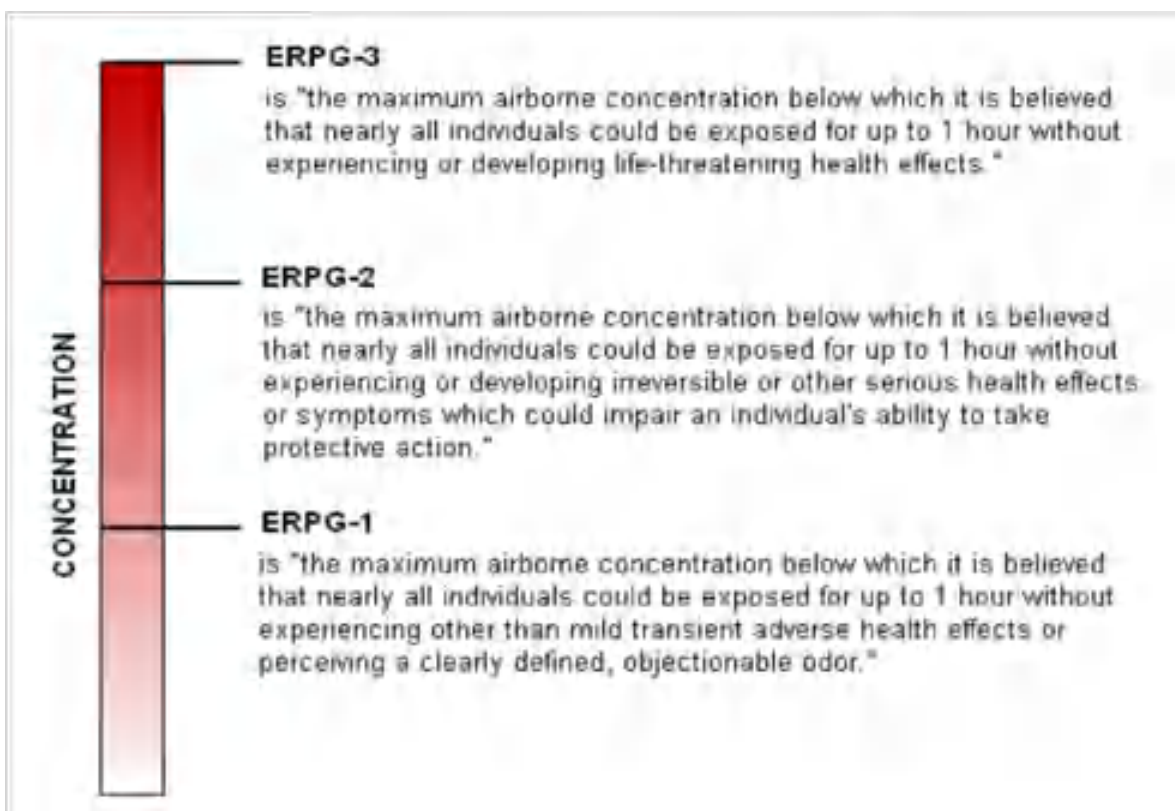 ERPG-3
is "the maximum airborne concentration below which it is believed
that nearly all individuals could be exposed for up to 1 hour without
experiencing or developing life-threatening health effects."
ERPG-2
is "the maximum airborne concentration below which it is believed
that nearly all individuals could be exposed for up to 1 hour without
experiencing or developing irreversible or other serious health effects
or symptoms which could impair an individual's ability to take
protective action."
CONCENTRATION
ERPG-1
is "the maximum airborne concentration below which it is believed
that nearly all individuals could be exposed for up to 1 hour without
experiencing other than mild transient adverse health effects or
perceiving a clearly defined, objectionable odor."